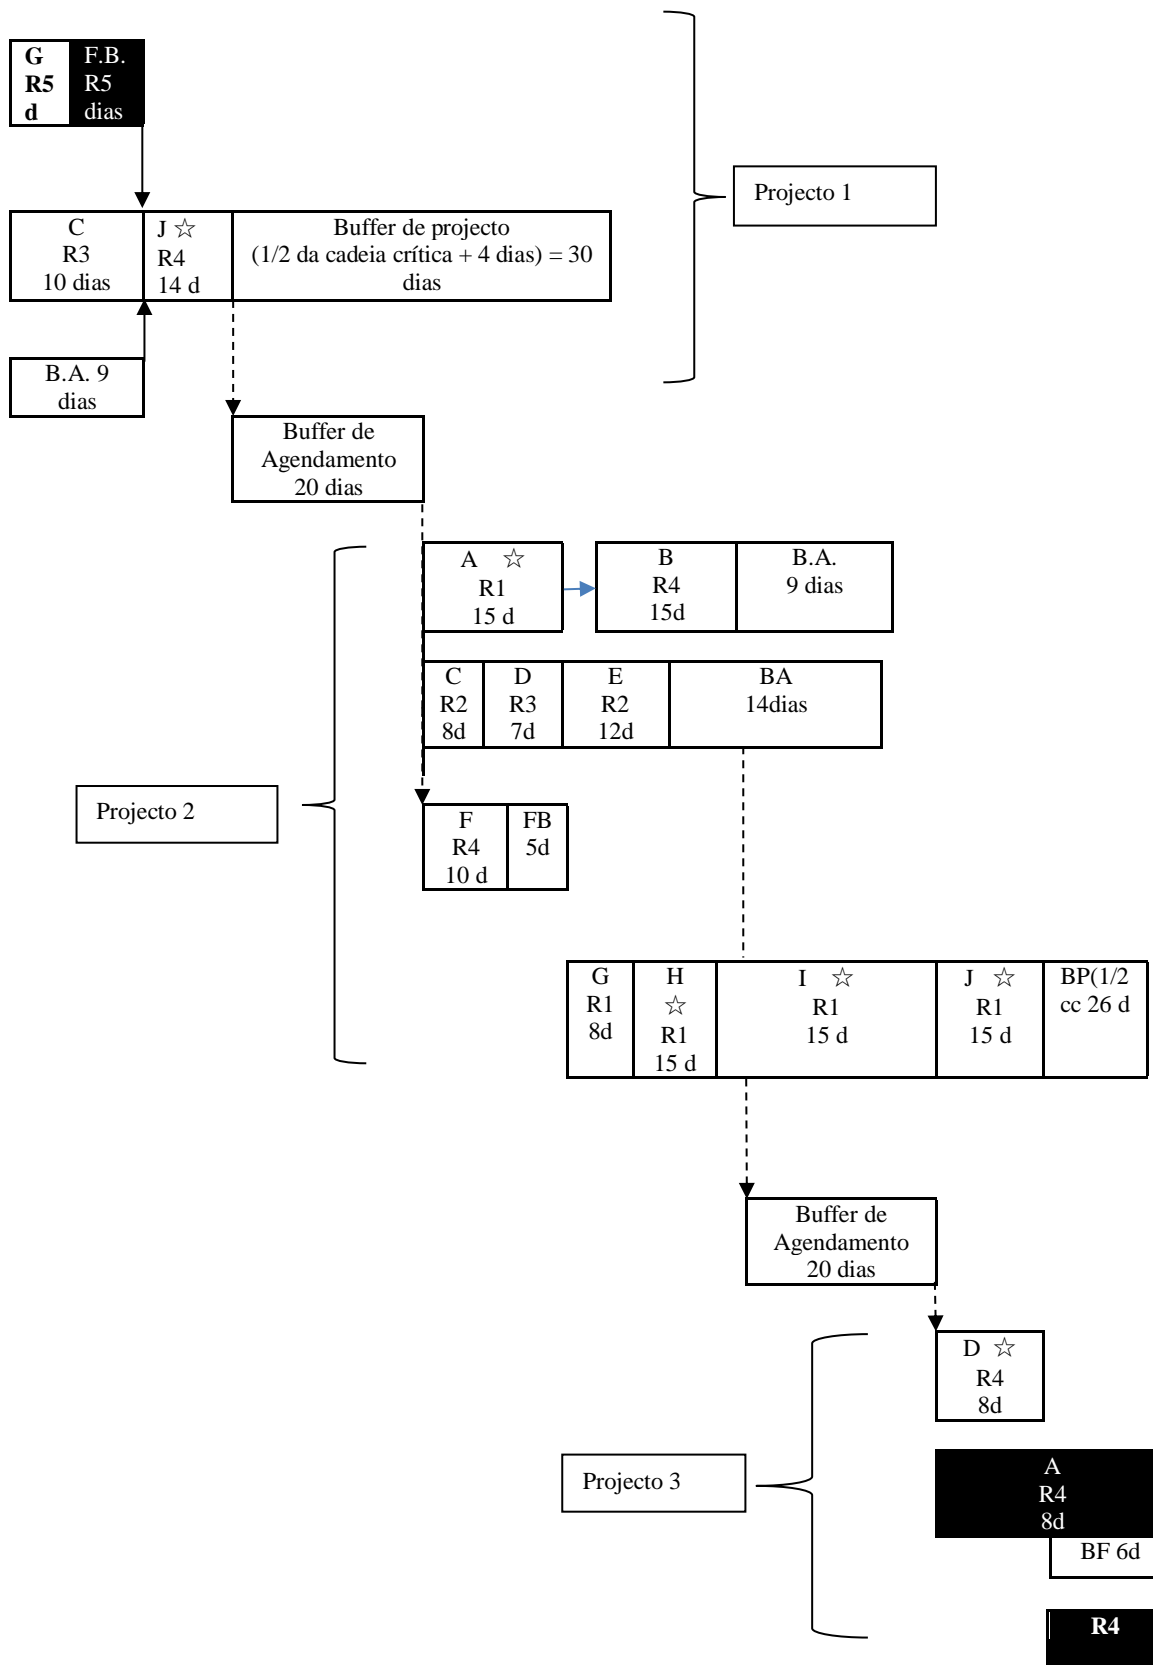 G
R5
d
F.B.
R5
dias
Projecto 1
C
R3
10 dias
J ☆
R4
14 d
Buffer de projecto
(1/2 da cadeia crítica + 4 dias) = 30
dias
B.A. 9
dias
Buffer de
Agendamento
20 dias
A ☆
R1
15 d
B
R4
15d
B.A.
9 dias
C
R2
8d
D
R3
7d
E
R2
12d
BA
14dias
Projecto 2
F
R4
10 d
FB
5d
G
R1
8d
H
☆
R1
15 d
I ☆
R1
15 d
J ☆
R1
15 d
BP(1/2
cc 26 d
Buffer de
Agendamento
20 dias
D ☆
R4
8d
Projecto 3
A
R4
8d
BF 6d
R4